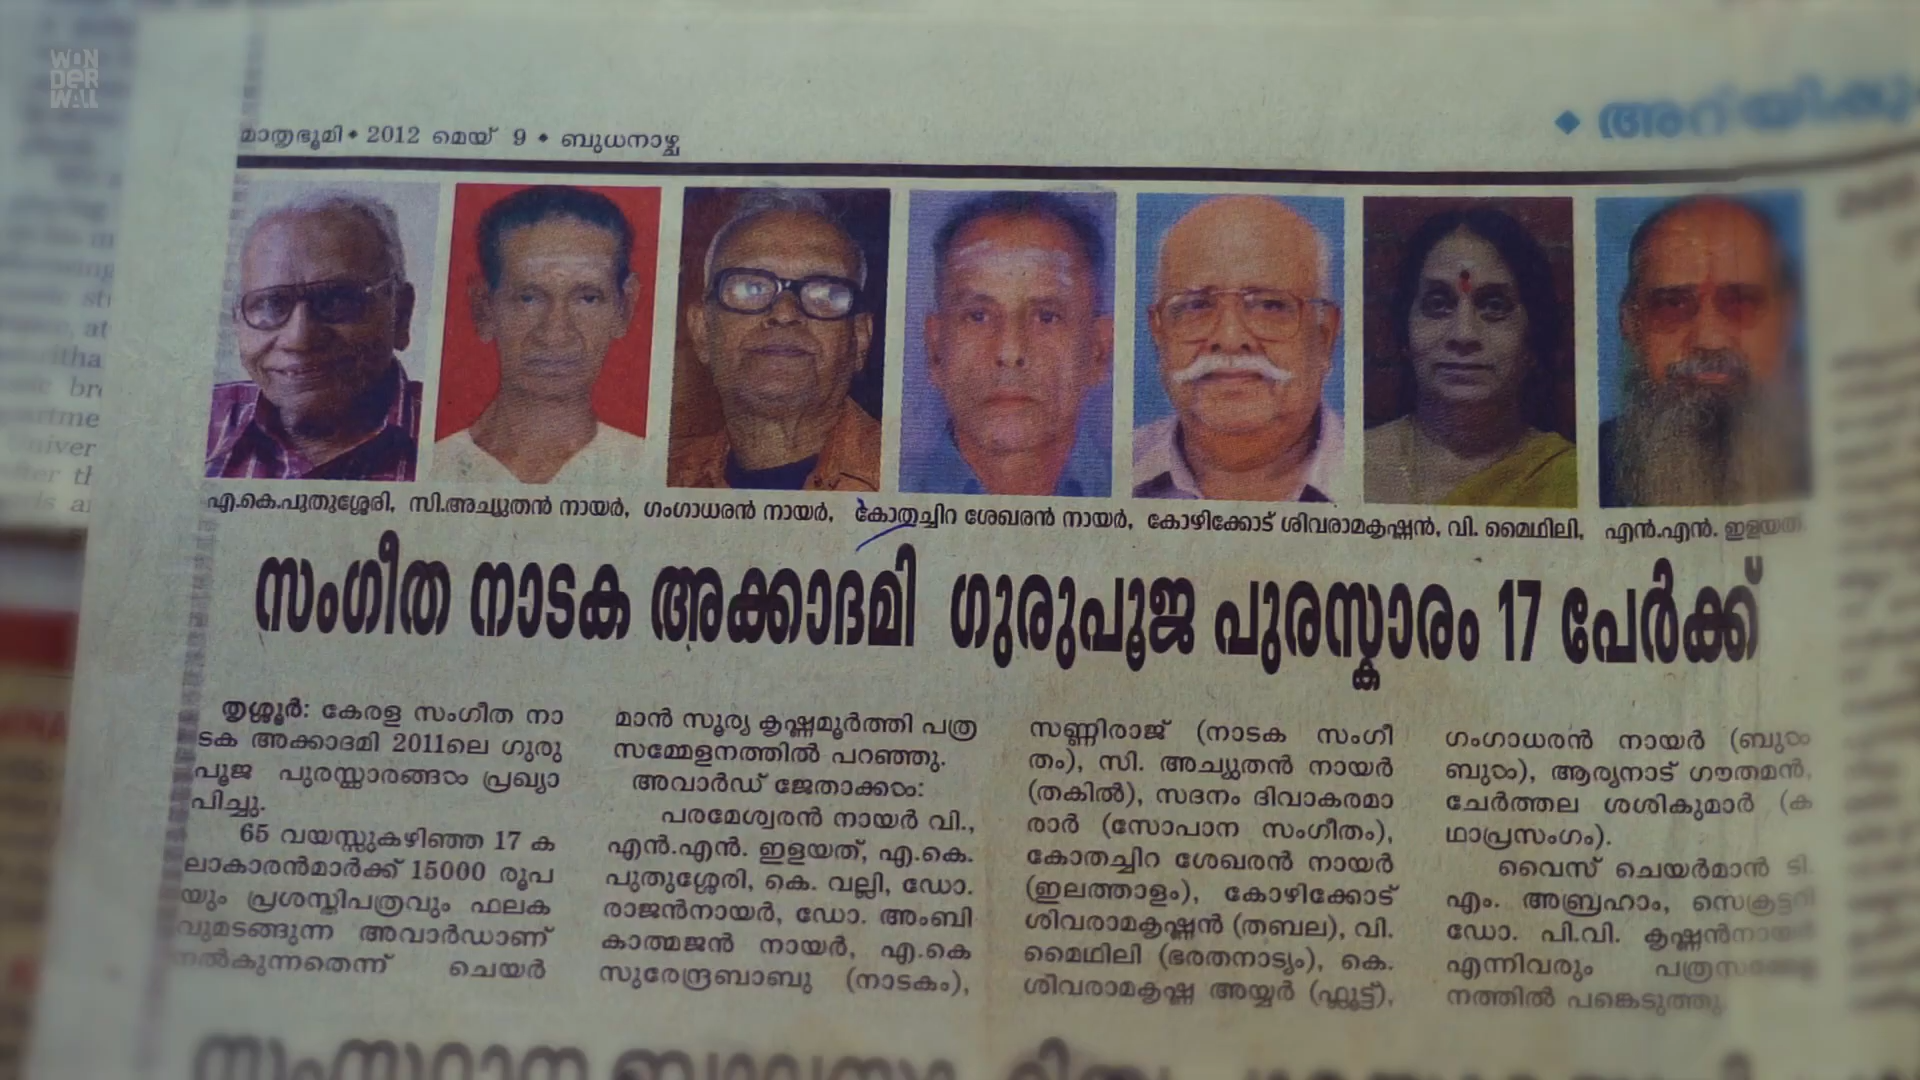 WON
DER
WALL
മാതൃഭൂമി • 2012 മെയ് 9 • ബുധനാഴ്ച
എ.കെ.പുതുശ്ശേരി, സി.അച്യുതൻ നായർ, ഗംഗാധരൻ നായർ, കോതച്ചിറ ശേഖരൻ നായർ, കോഴിക്കോട് ശിവരാമകൃഷ്ണൻ, വി. മൈഥിലി, എൻ.എൻ. ഇളയത്
സംഗീത നാടക അക്കാദമി ഗുരുപൂജ പുരസ്കാരം 17 പേർക്ക്
തൃശ്ശൂർ: കേരള സംഗീത നാ
ടക അക്കാദമി 2011ലെ ഗുരു
പൂജ പുരസ്കാരങ്ങൾ പ്രഖ്യാ
പിച്ചു.
65 വയസ്സുകഴിഞ്ഞ 17 ക
ലാകാരൻമാർക്ക് 15000 രൂപ
യും പ്രശസ്തിപത്രവും ഫലക
വുമടങ്ങുന്ന അവാർഡാണ്
നൽകുന്നതെന്ന് ചെയർ
മാൻ സൂര്യ കൃഷ്ണമൂർത്തി പത്ര
സമ്മേളനത്തിൽ പറഞ്ഞു.
അവാർഡ് ജേതാക്കൾ:
പരമേശ്വരൻ നായർ വി.,
എൻ.എൻ. ഇളയത്, എ.കെ.
പുതുശ്ശേരി, കെ. വല്ലി, ഡോ.
രാജൻനായർ, ഡോ. അംബി
കാത്മജൻ നായർ, എ.കെ
സുരേന്ദ്രബാബു (നാടകം),
സണ്ണിരാജ് (നാടക സംഗീ
തം), സി. അച്യുതൻ നായർ
(തകിൽ), സദനം ദിവാകരമാ
രാർ (സോപാന സംഗീതം),
കോതച്ചിറ ശേഖരൻ നായർ
(ഇലത്താളം), കോഴിക്കോട്
ശിവരാമകൃഷ്ണൻ (തബല), വി.
മൈഥിലി (ഭരതനാട്യം), കെ.
ശിവരാമകൃഷ്ണ അയ്യർ (ഫ്ലൂട്ട്),
ഗംഗാധരൻ നായർ (ബുൾ
ബുൾ), ആര്യനാട് ഗൗതമൻ,
ചേർത്തല ശശികുമാർ (ക
ഥാപ്രസംഗം).
വൈസ് ചെയർമാൻ ടി.
എം. അബ്രഹാം, സെക്രട്ടറി
ഡോ. പി.വി. കൃഷ്ണൻനായർ
എന്നിവരും പത്രസമ്മേള
നത്തിൽ പങ്കെടുത്തു.